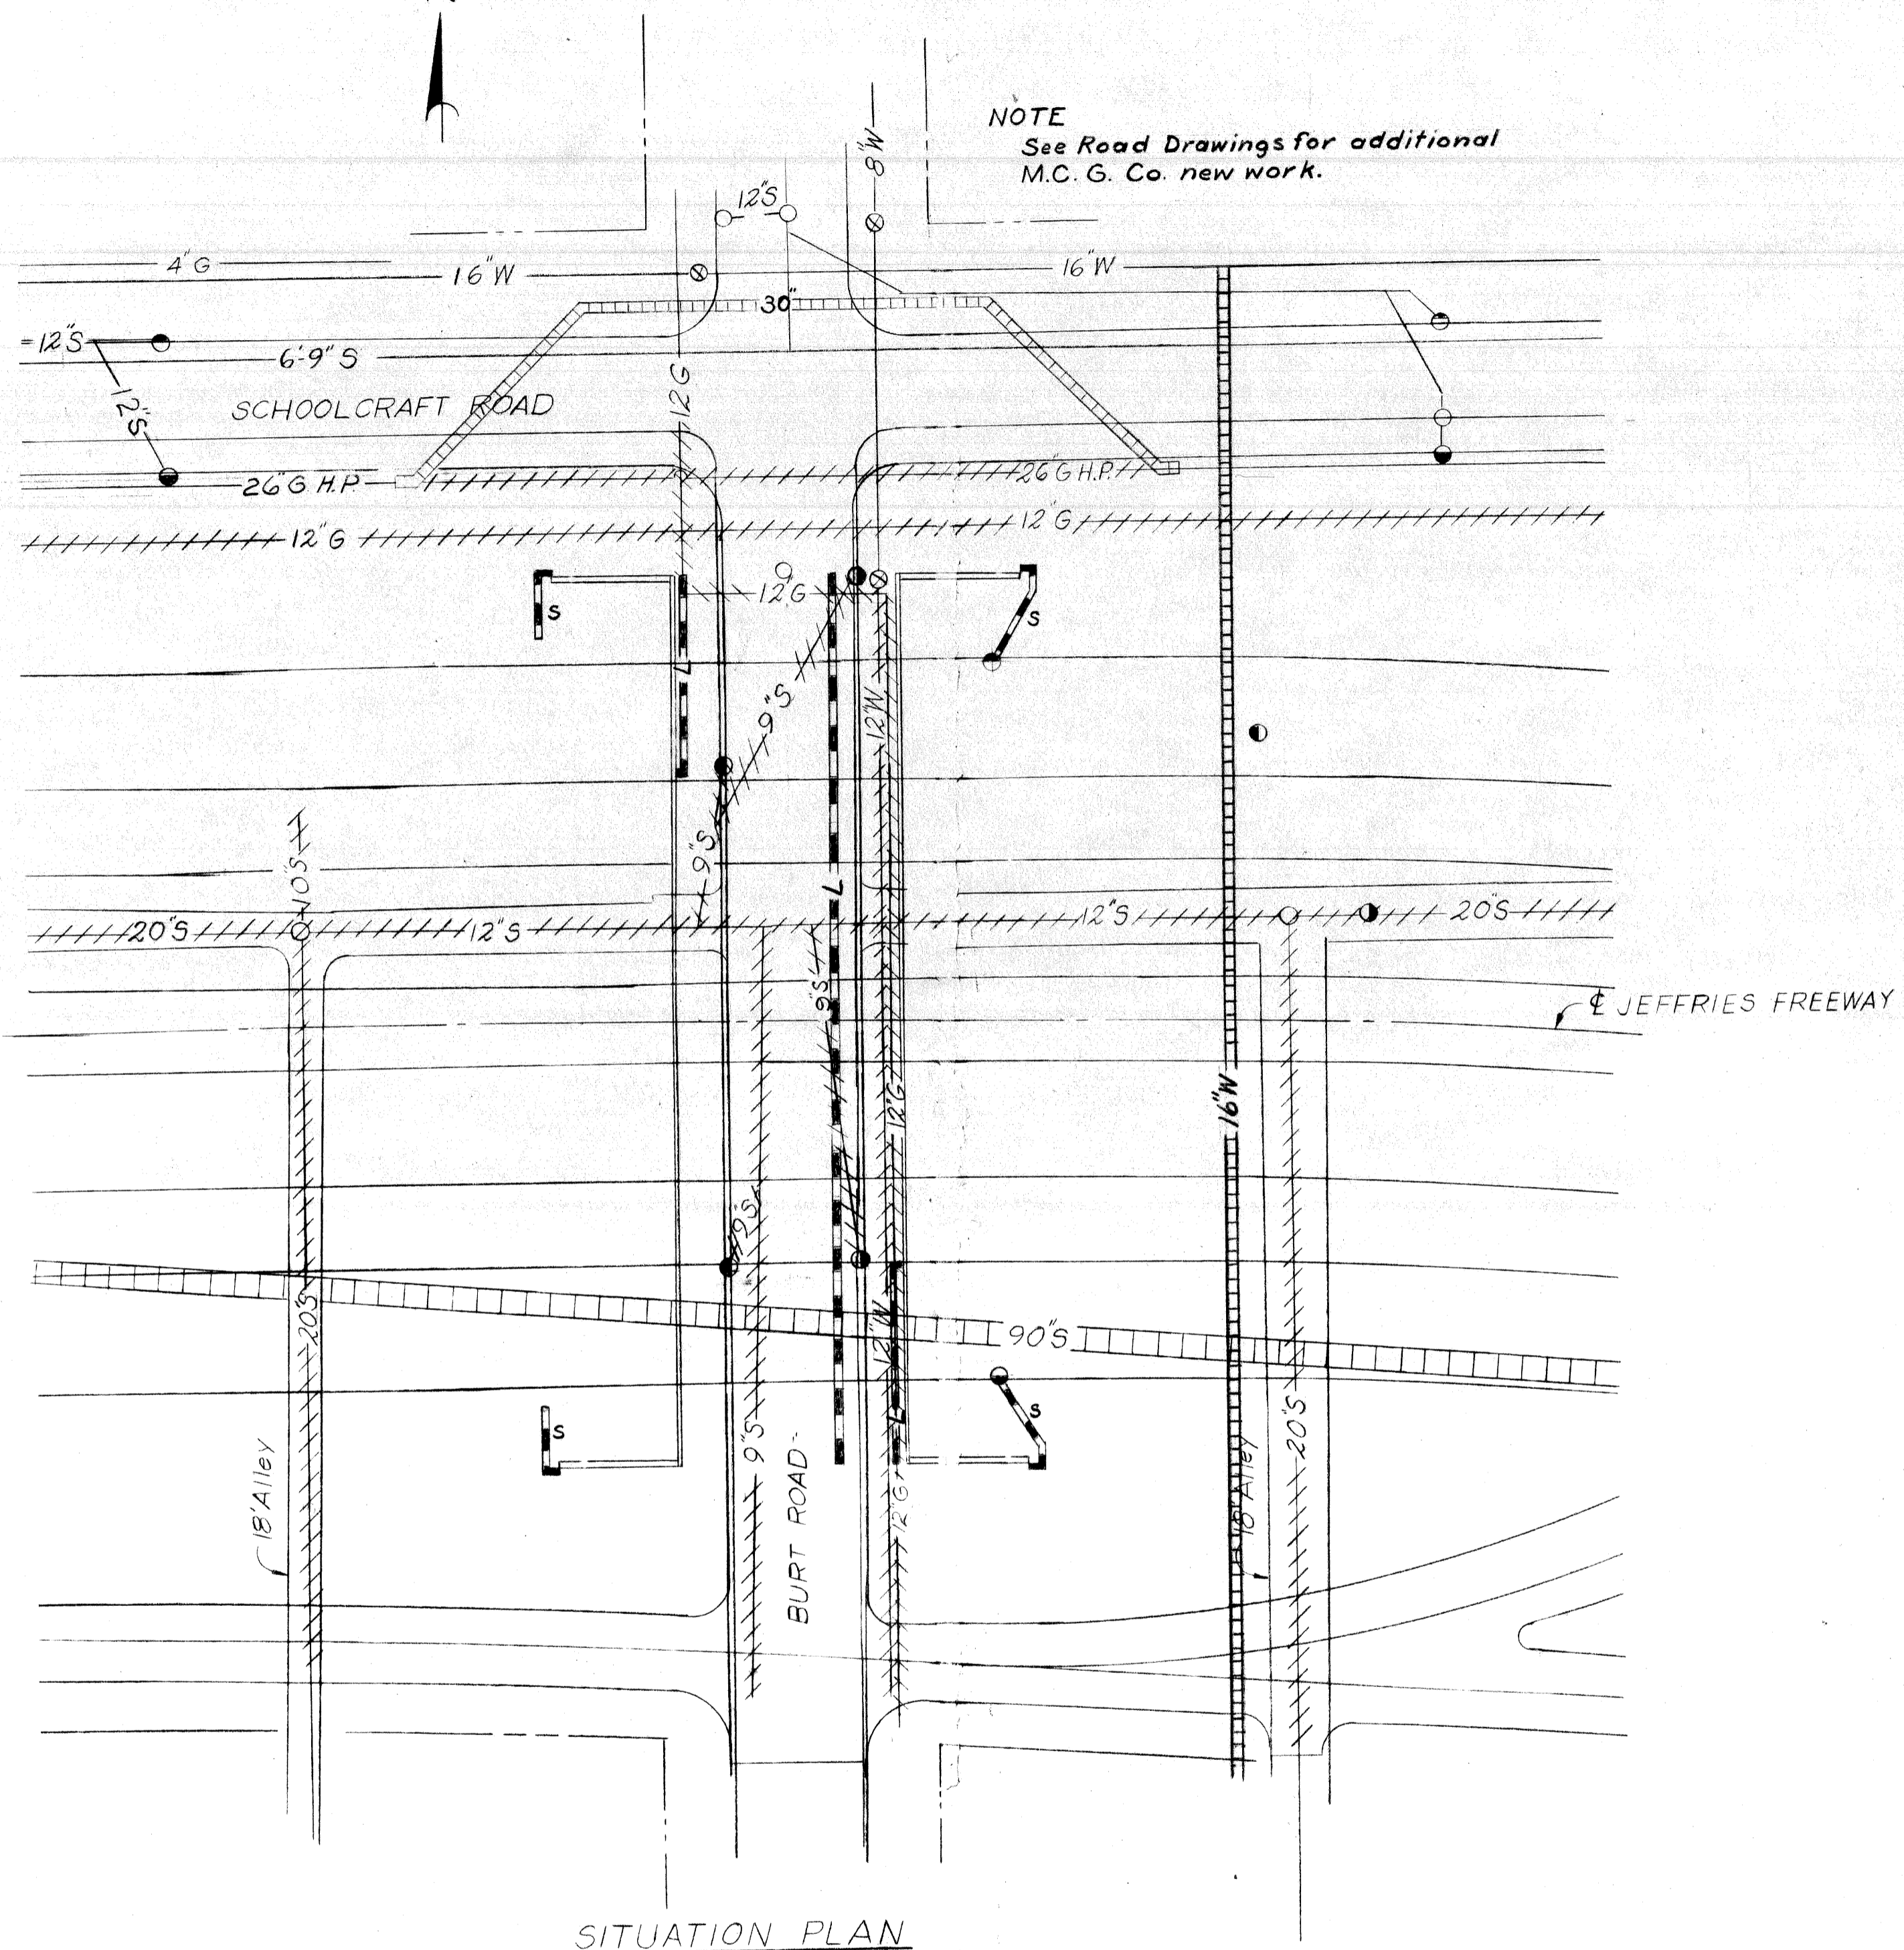 NOTE
See Road Drawings for additional
M.C. G. Co. new work.
8"W
12"S
4"G
16"W
16"W
30"
12"S
6'-9" S
12"S
SCHOOLCRAFT ROAD
12"G
26"G H.P.
26"G H.P.
12"G
12"G
12"G
S
S
L
9"S
12"W
9"S
10"S
L
20"S
12"S
12"S
20"S
9"S
℄ JEFFRIES FREEWAY
12"G
16"W
9"S
20"S
12"W
90"S
S
S
L
9"S
20"S
18' Alley
BURT ROAD
12"G
18' Alley
SITUATION PLAN